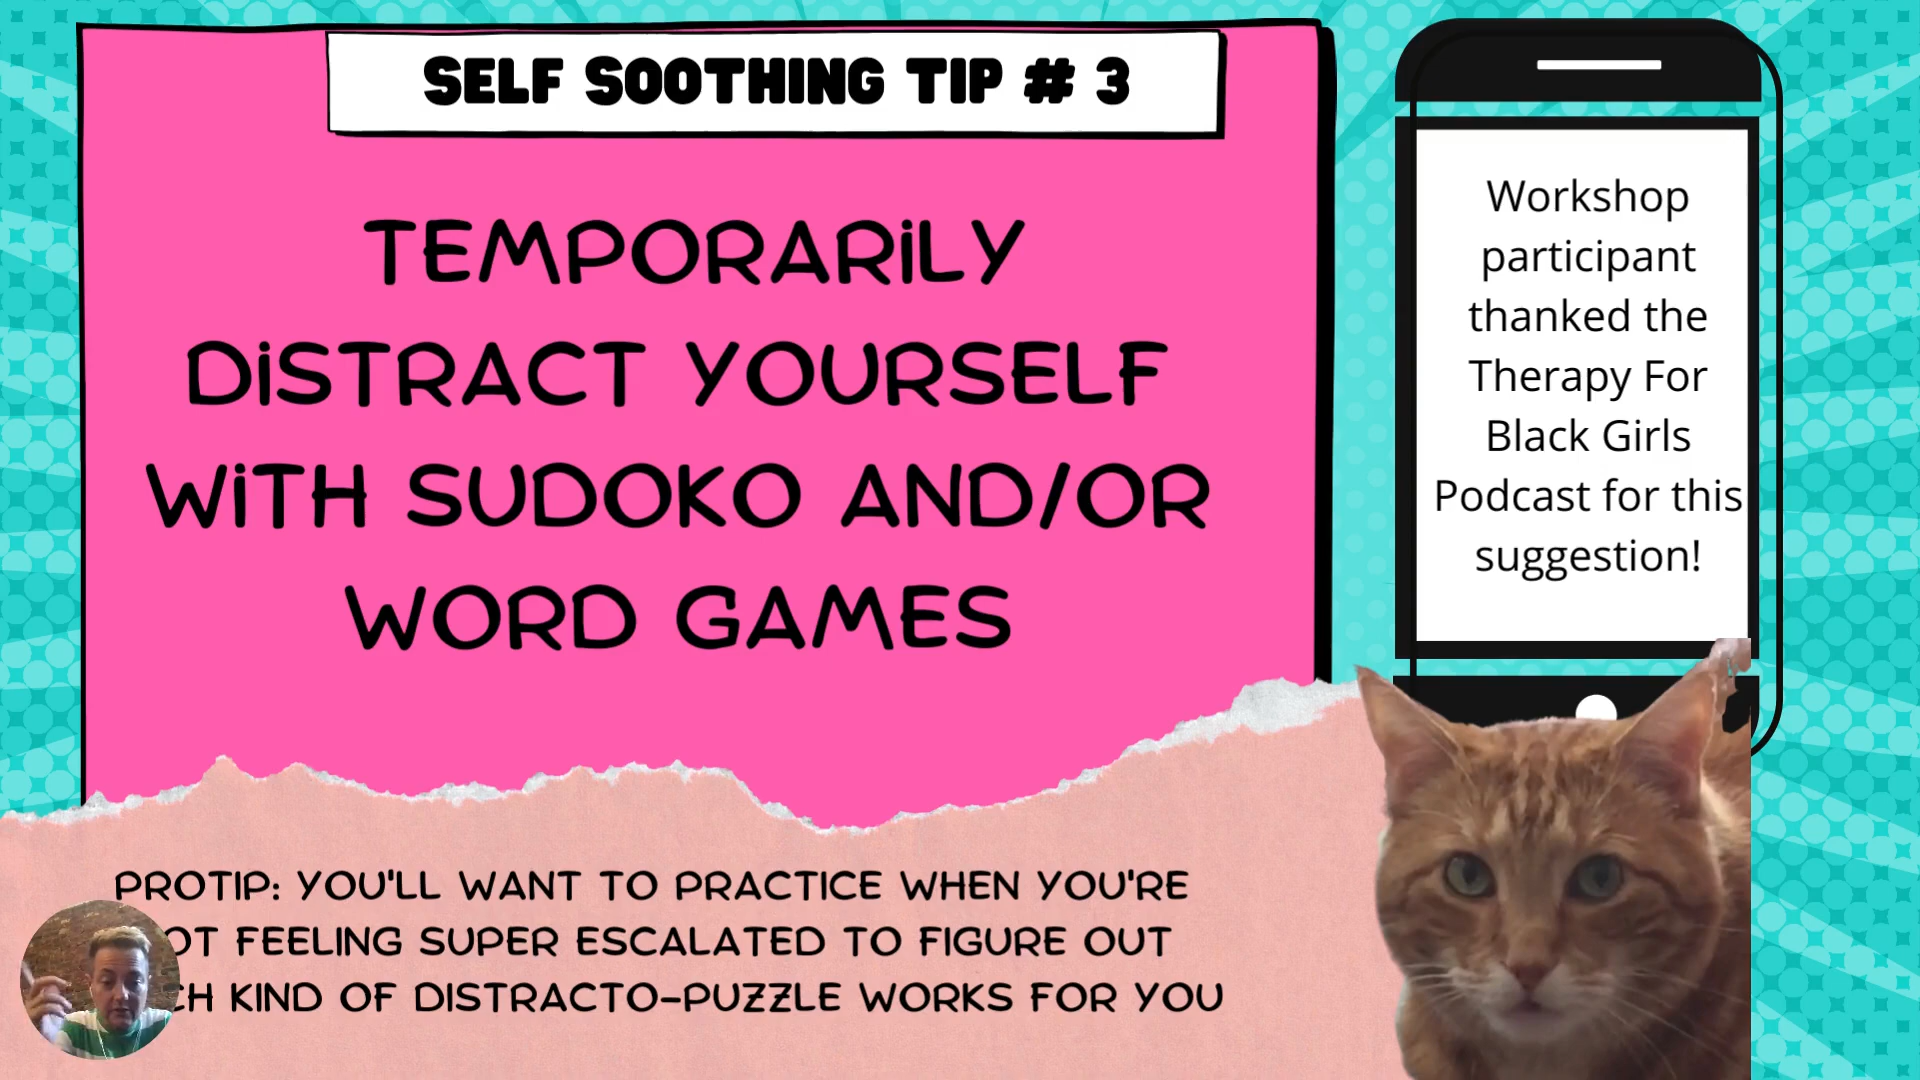 SELF SOOTHING TIP # 3
TEMPORARILY
DISTRACT YOURSELF
WITH SUDOKO AND/OR
WORD GAMES
Workshop
participant
thanked the
Therapy For
Black Girls
Podcast for this
suggestion!
PROTIP: YOU'LL WANT TO PRACTICE WHEN YOU'RE
FEELING SUPER ESCALATED TO FIGURE OUT
KIND OF DISTRACTO-PUZZLE WORKS FOR YOU